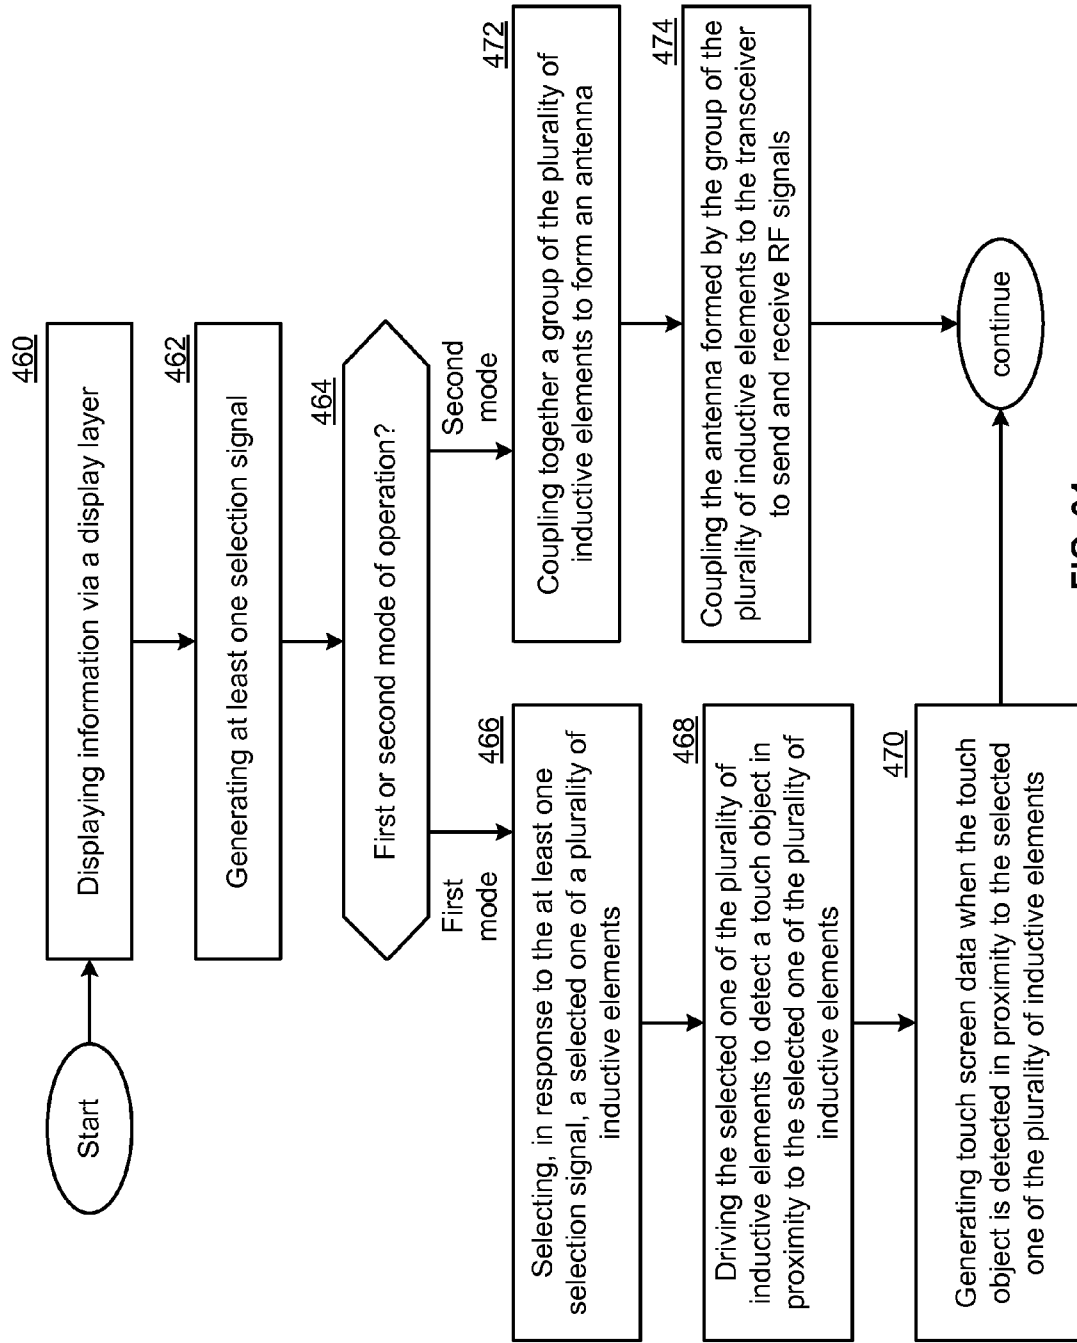 Start
460
Displaying information via a display layer
462
Generating at least one selection signal
464
First or second mode of operation?
First
mode
Second
mode
466
Selecting, in response to the at least one
selection signal, a selected one of a plurality of
inductive elements
468
Driving the selected one of the plurality of
inductive elements to detect a touch object in
proximity to the selected one of the plurality of
inductive elements
470
Generating touch screen data when the touch
object is detected in proximity to the selected
one of the plurality of inductive elements
472
Coupling together a group of the plurality of
inductive elements to form an antenna
474
Coupling the antenna formed by the group of the
plurality of inductive elements to the transceiver
to send and receive RF signals
continue